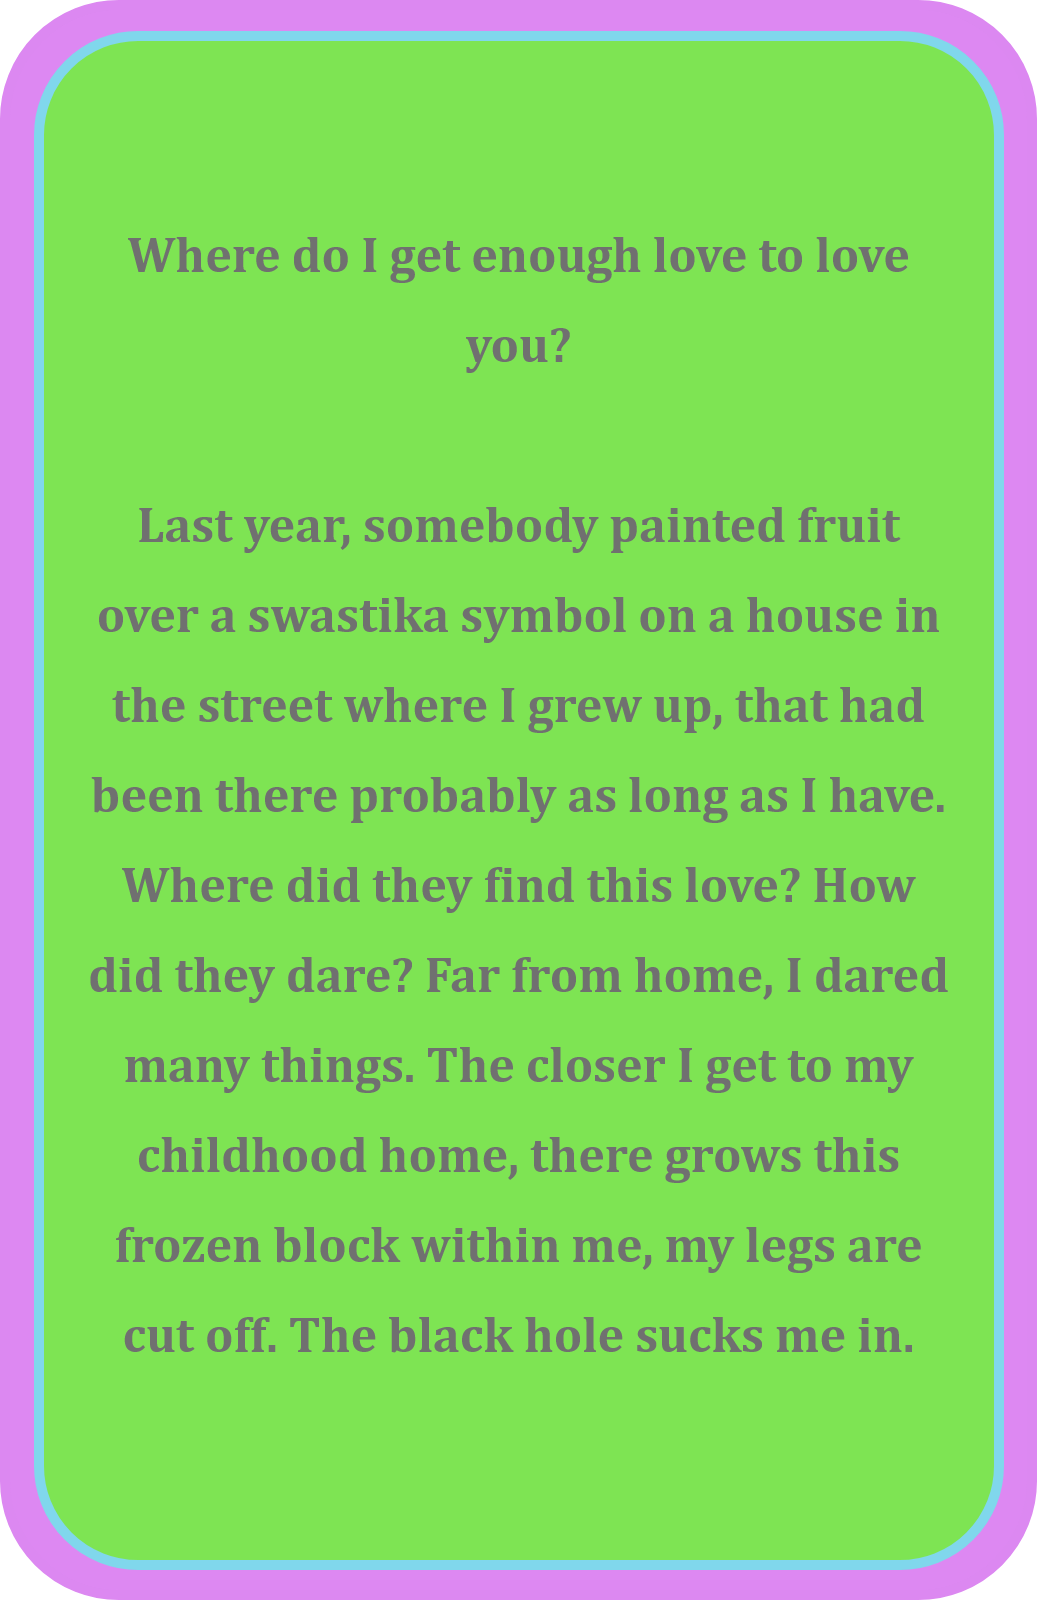 Where do I get enough love to love
you?
Last year, somebody painted fruit
over a swastika symbol on a house in
the street where I grew up, that had
been there probably as long as I have.
Where did they find this love? How
did they dare? Far from home, I dared
many things. The closer I get to my
childhood home, there grows this
frozen block within me, my legs are
cut off. The black hole sucks me in.